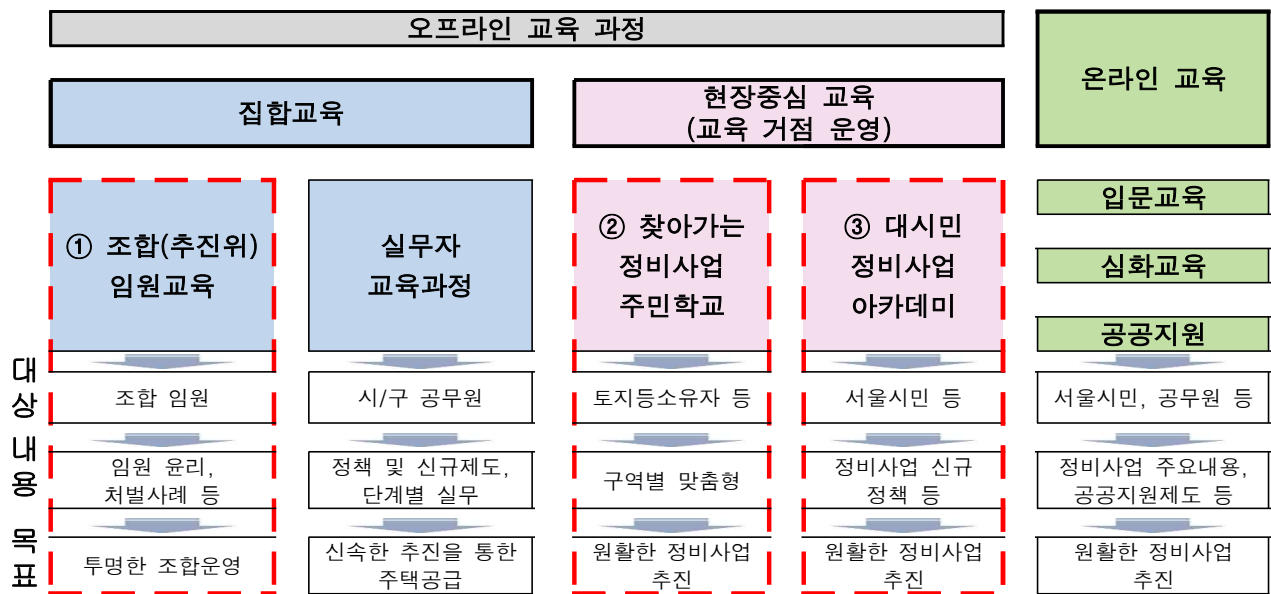 오프라인 교육 과정
온라인 교육
집합교육
현장중심 교육
(교육 거점 운영)
① 조합(추진위)
임원교육
실무자
교육과정
② 찾아가는
정비사업
주민학교
③ 대시민
정비사업
아카데미
입문교육
심화교육
공공지원
대
상
조합 임원
시/구 공무원
토지등소유자 등
서울시민 등
서울시민, 공무원 등
내
용
임원 윤리,
처벌사례 등
정책 및 신규제도,
단계별 실무
구역별 맞춤형
정비사업 신규
정책 등
정비사업 주요내용,
공공지원제도 등
목
표
투명한 조합운영
신속한 추진을 통한
주택공급
원활한 정비사업
추진
원활한 정비사업
추진
원활한 정비사업
추진